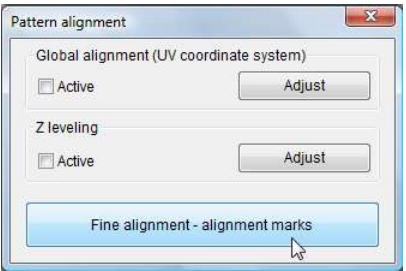 Pattern alignment
Global alignment (UV coordinate system)
Active
Adjust
Z leveling
Active
Adjust
Fine alignment - alignment marks